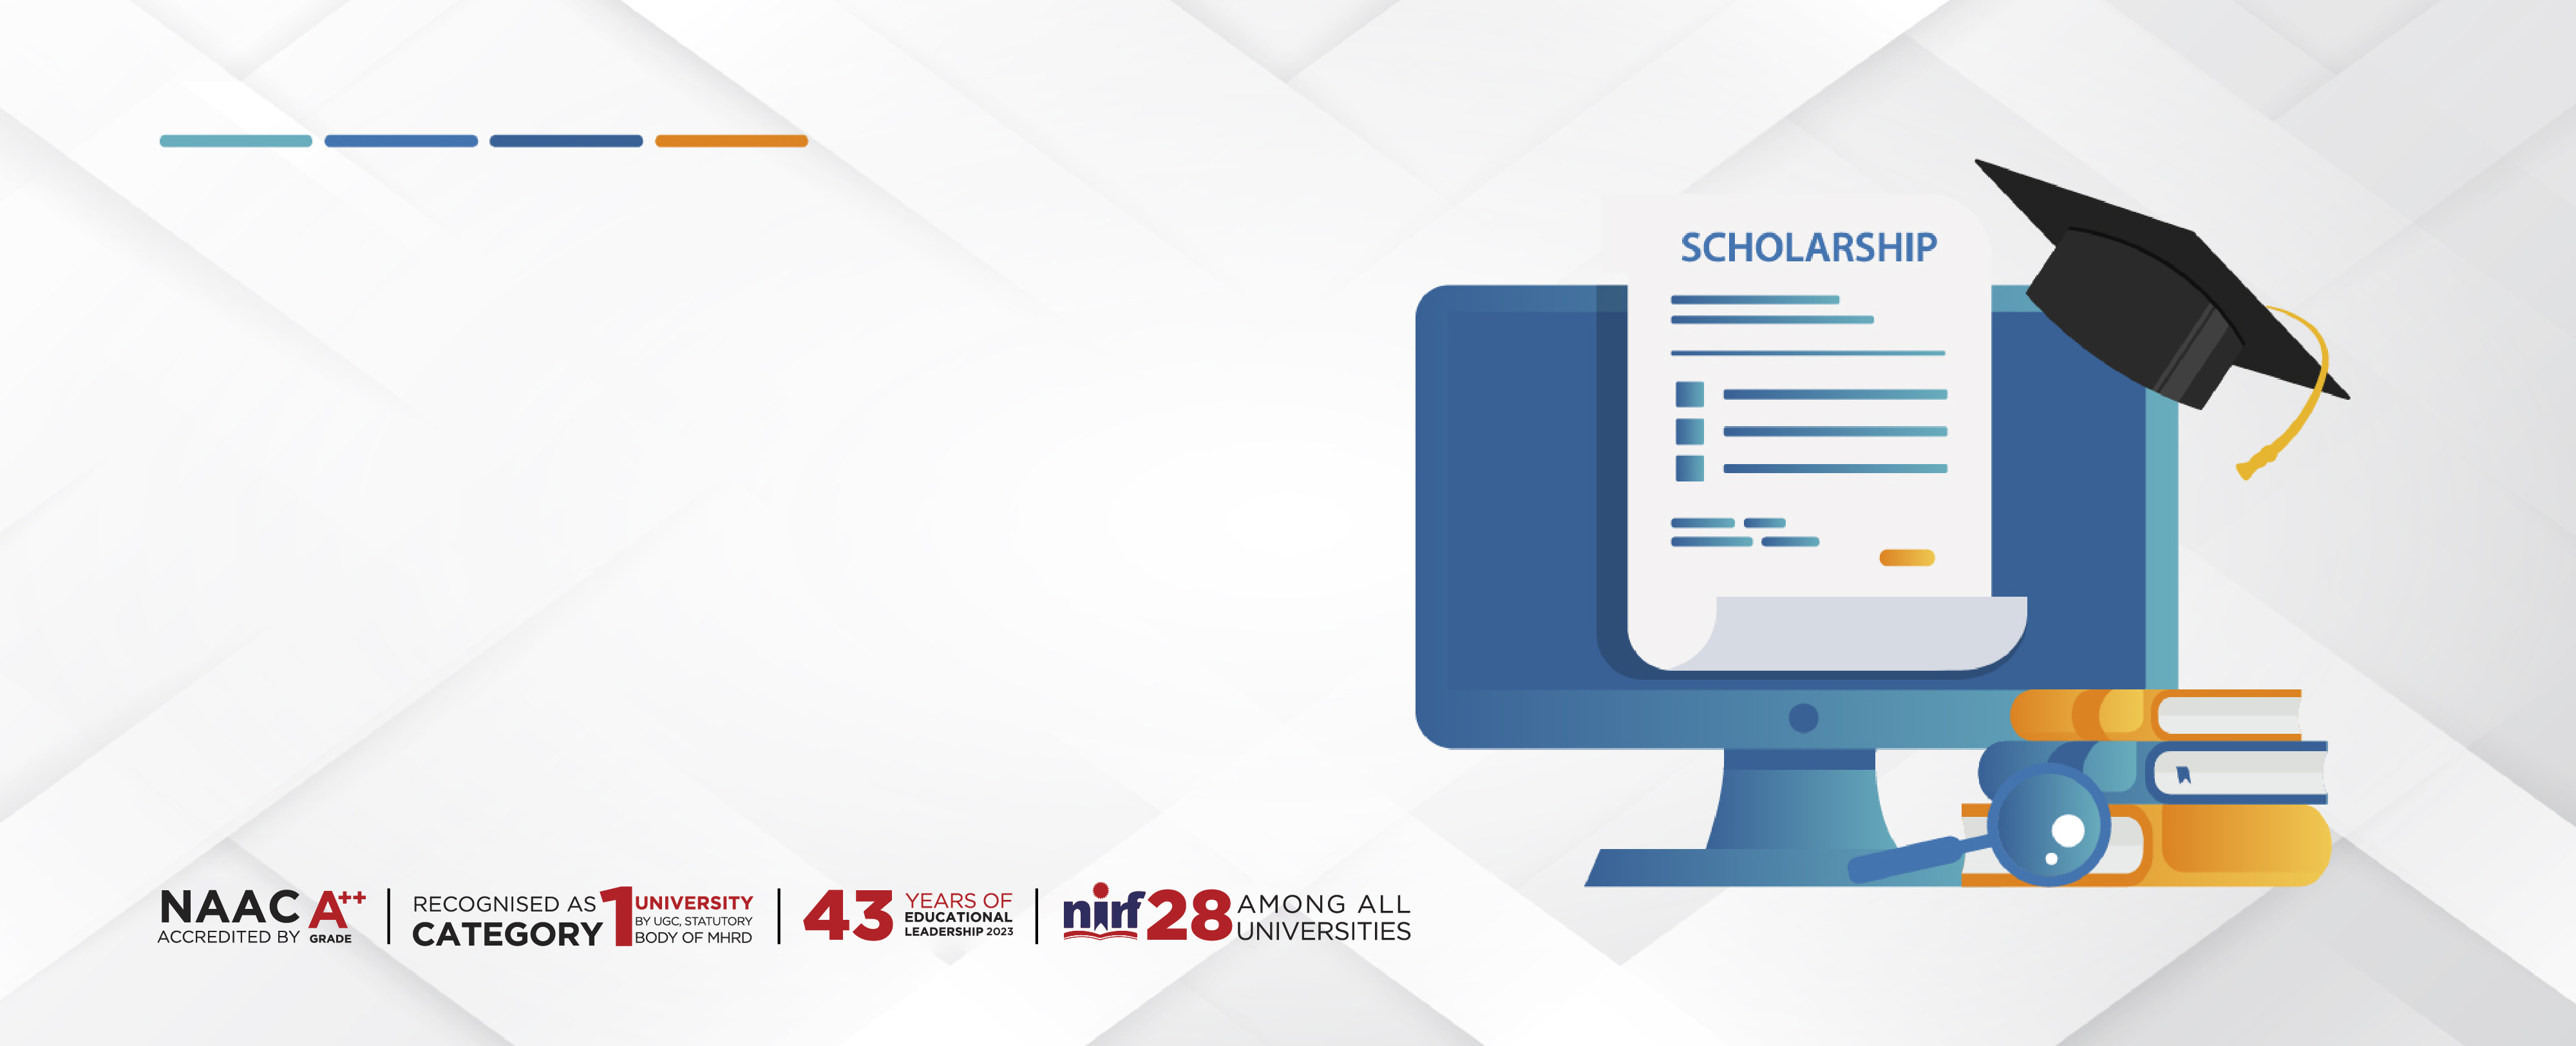 SCHOLARSHIP
NAAC A++
ACCREDITED BY GRADE
RECOGNISED AS
CATEGORY 1
UNIVERSITY
BY UGC, STATUTORY
BODY OF MHRD
43 YEARS OF
EDUCATIONAL
LEADERSHIP 2023
nirf 28 AMONG ALL
UNIVERSITIES